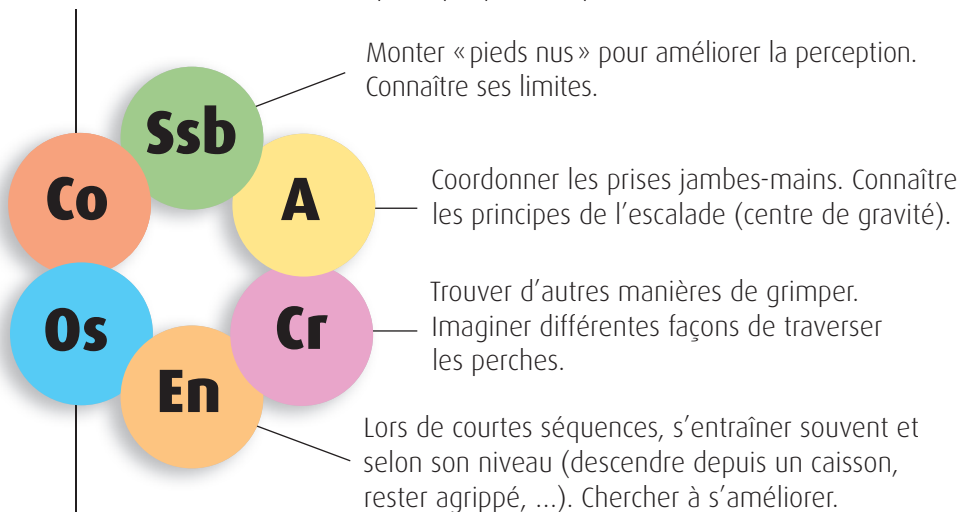 Monter « pieds nus » pour améliorer la perception.
Connaître ses limites.
Ssb
Co
A
Coordonner les prises jambes-mains. Connaître
les principes de l’escalade (centre de gravité).
Os
Cr
Trouver d’autres manières de grimper.
Imaginer différentes façons de traverser
les perches.
En
Lors de courtes séquences, s’entraîner souvent et
selon son niveau (descendre depuis un caisson,
rester agrippé, …). Chercher à s’améliorer.